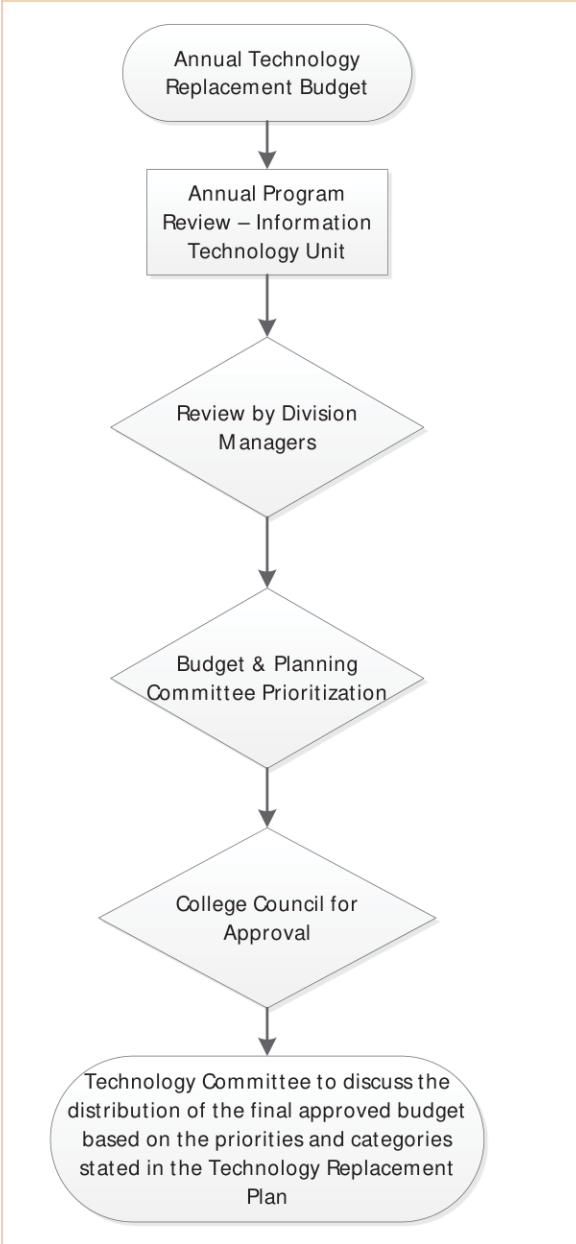 Annual Technology
Replacement Budget
Annual Program
Review – Information
Technology Unit
Review by Division
Managers
Budget & Planning
Committee Prioritization
College Council for
Approval
Technology Committee to discuss the
distribution of the final approved budget
based on the priorities and categories
stated in the Technology Replacement
Plan